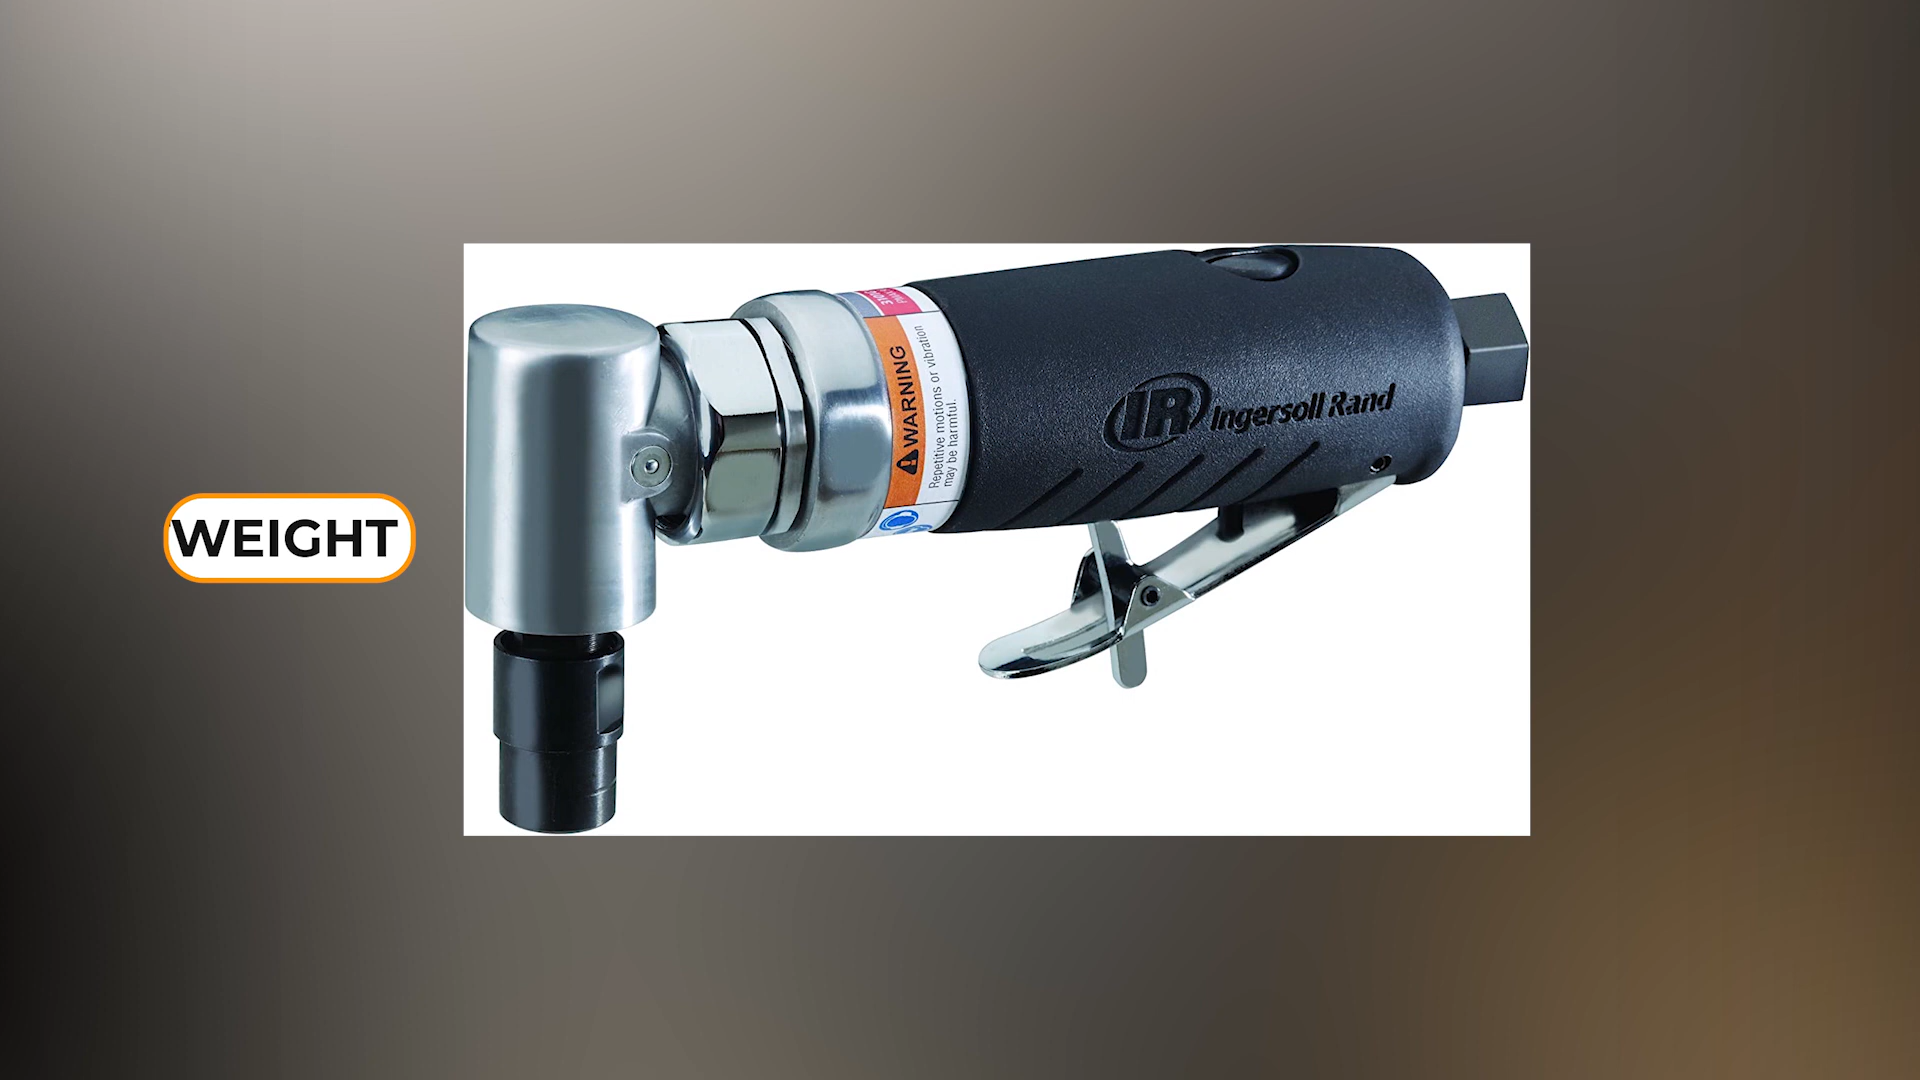 WEIGHT
WARNING
Repetitive motions or vibration
may be harmful.
IR Ingersoll Rand